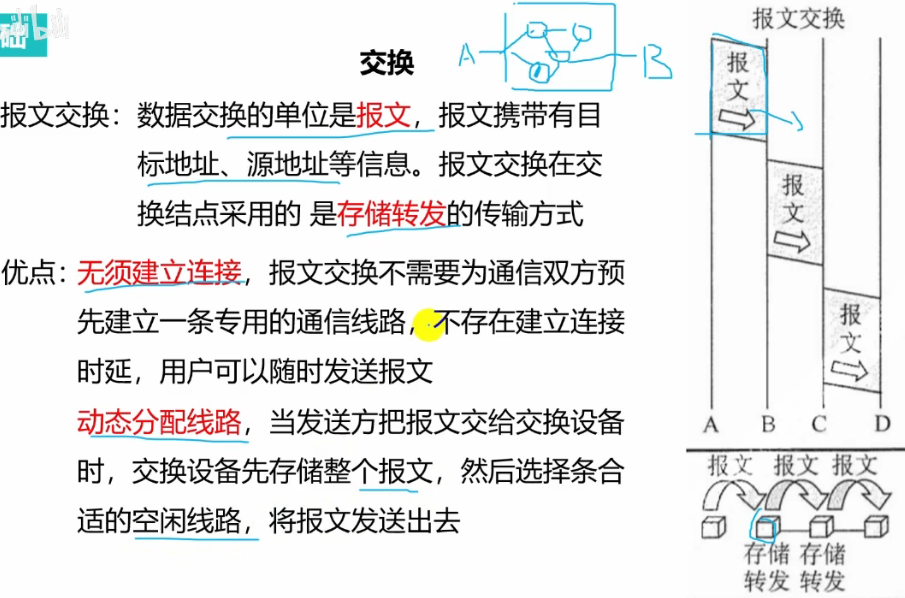 础
交换
A
B
报文交换：数据交换的单位是报文，报文携带有目
标地址、源地址等信息。报文交换在交
换结点采用的 是存储转发的传输方式
优点：无须建立连接，报文交换不需要为通信双方预
先建立一条专用的通信线路，不存在建立连接
时延，用户可以随时发送报文
动态分配线路，当发送方把报文交给交换设备
时，交换设备先存储整个报文，然后选择条合
适的空闲线路，将报文发送出去
报文交换
报
文
报
文
报
文
A B C D
报文 报文 报文
存储 存储
转发 转发